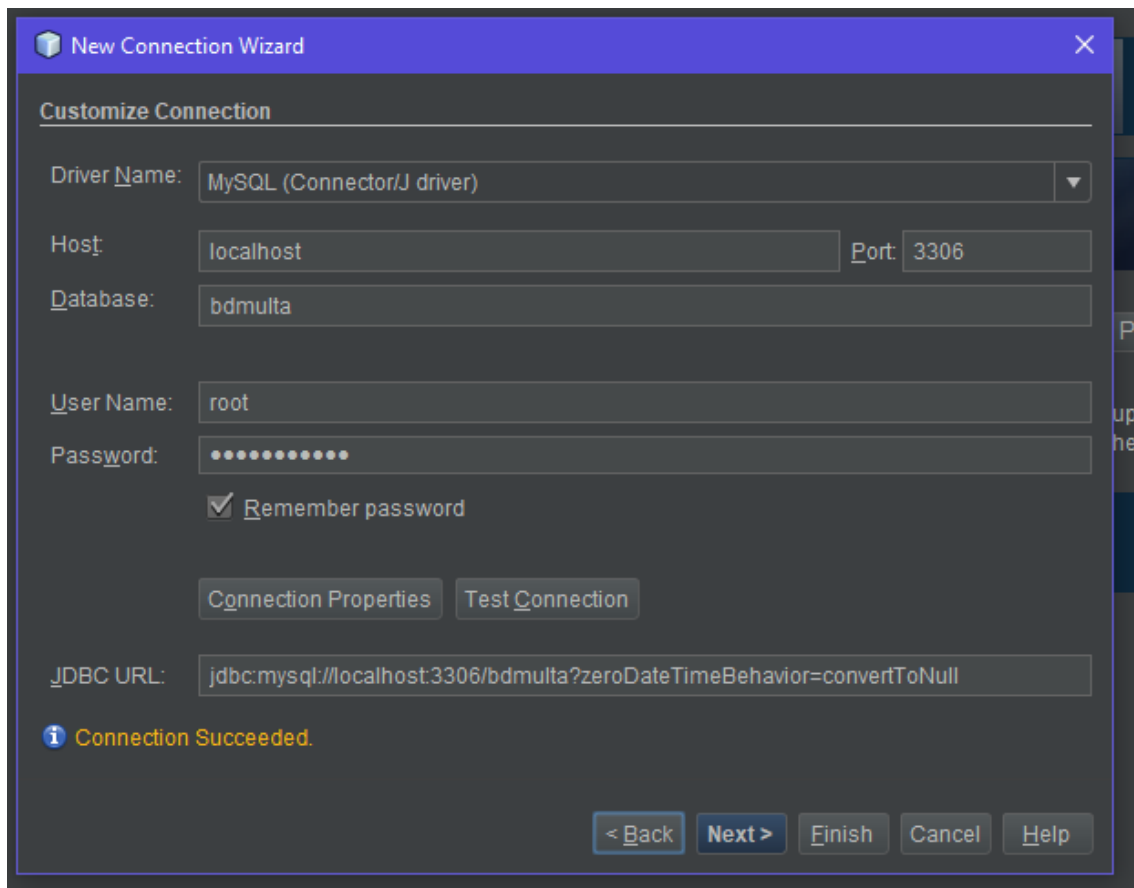 New Connection Wizard
Customize Connection
Driver Name: MySQL (Connector/J driver)
Host: localhost Port: 3306
Database: bdmulta
P
User Name: root
up
he
Password: •••••••••••
Remember password
Connection Properties Test Connection
JDBC URL: jdbc:mysql://localhost:3306/bdmulta?zeroDateTimeBehavior=convertToNull
Connection Succeeded.
< Back Next > Finish Cancel Help